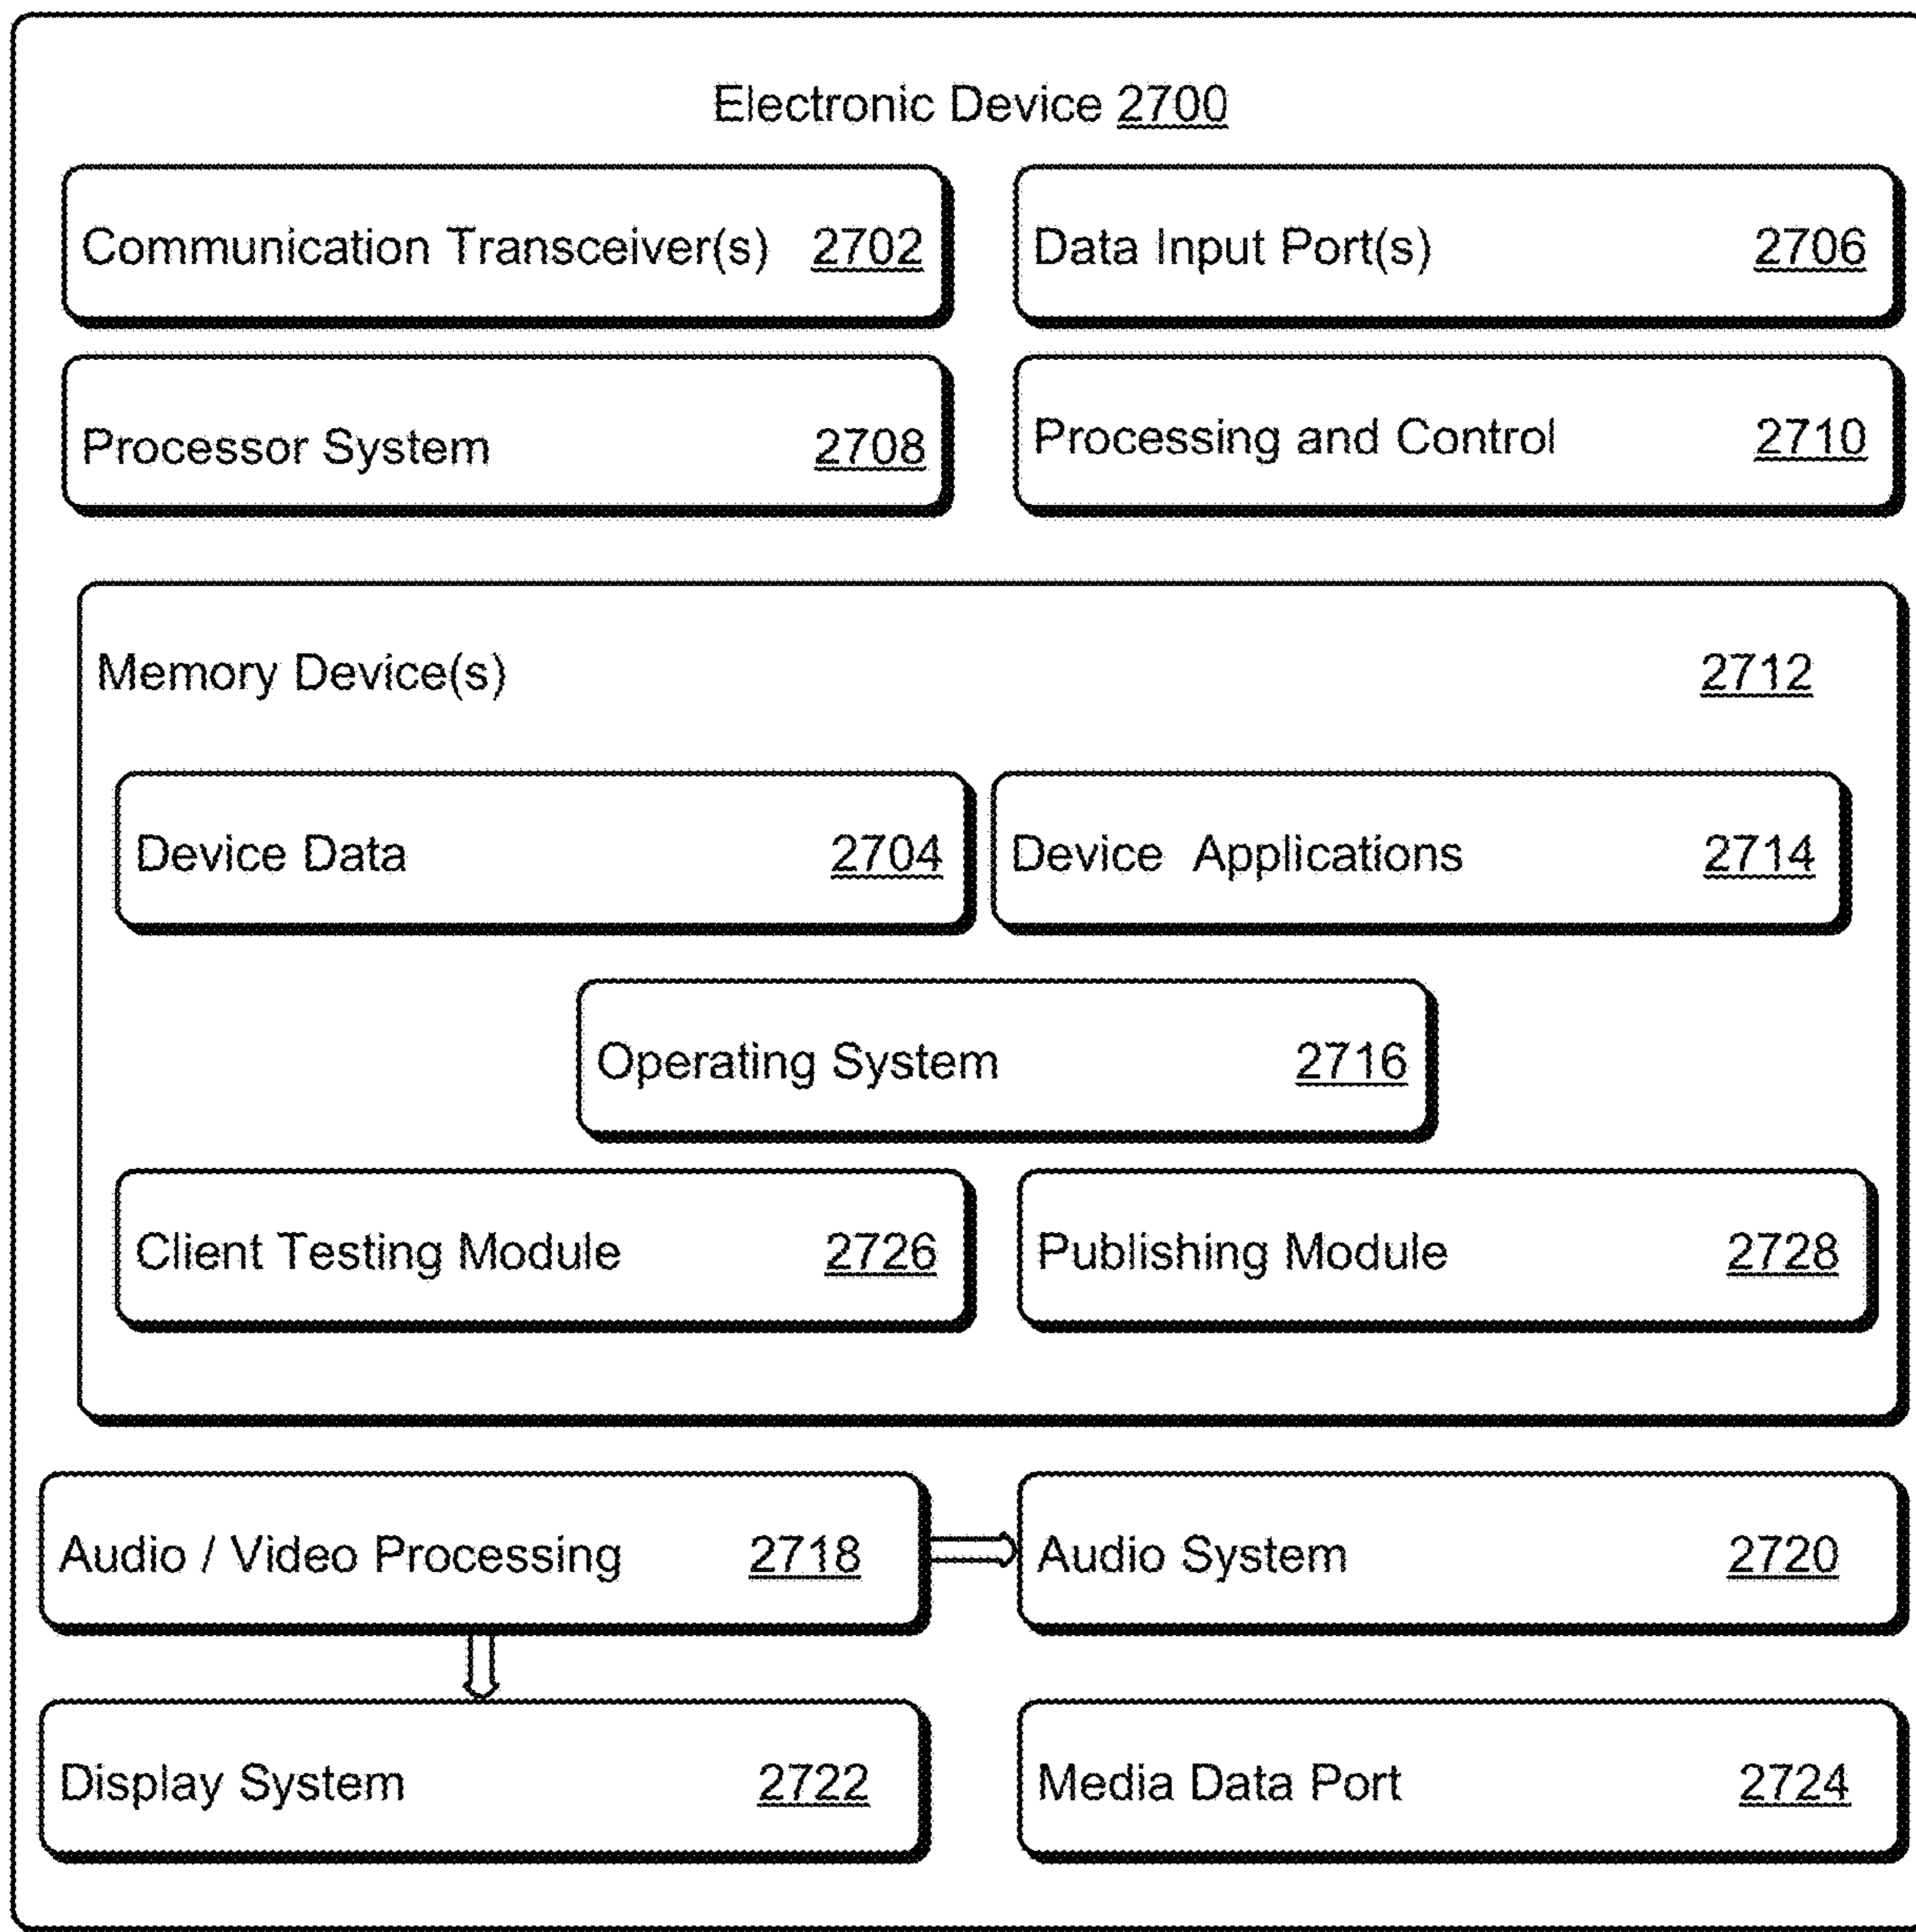 Electronic Device 2700
Communication Transceiver(s) 2702
Data Input Port(s) 2706
Processor System 2708
Processing and Control 2710
Memory Device(s) 2712
Device Data 2704
Device Applications 2714
Operating System 2716
Client Testing Module 2726
Publishing Module 2728
Audio / Video Processing 2718
Audio System 2720
Display System 2722
Media Data Port 2724